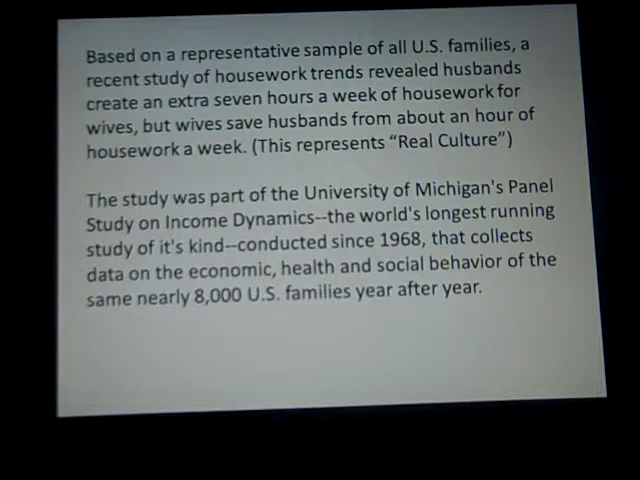 Based on a representative sample of all U.S. families, a
recent study of housework trends revealed husbands
create an extra seven hours a week of housework for
wives, but wives save husbands from about an hour of
housework a week. (This represents “Real Culture”)
The study was part of the University of Michigan's Panel
Study on Income Dynamics--the world's longest running
study of it's kind--conducted since 1968, that collects
data on the economic, health and social behavior of the
same nearly 8,000 U.S. families year after year.